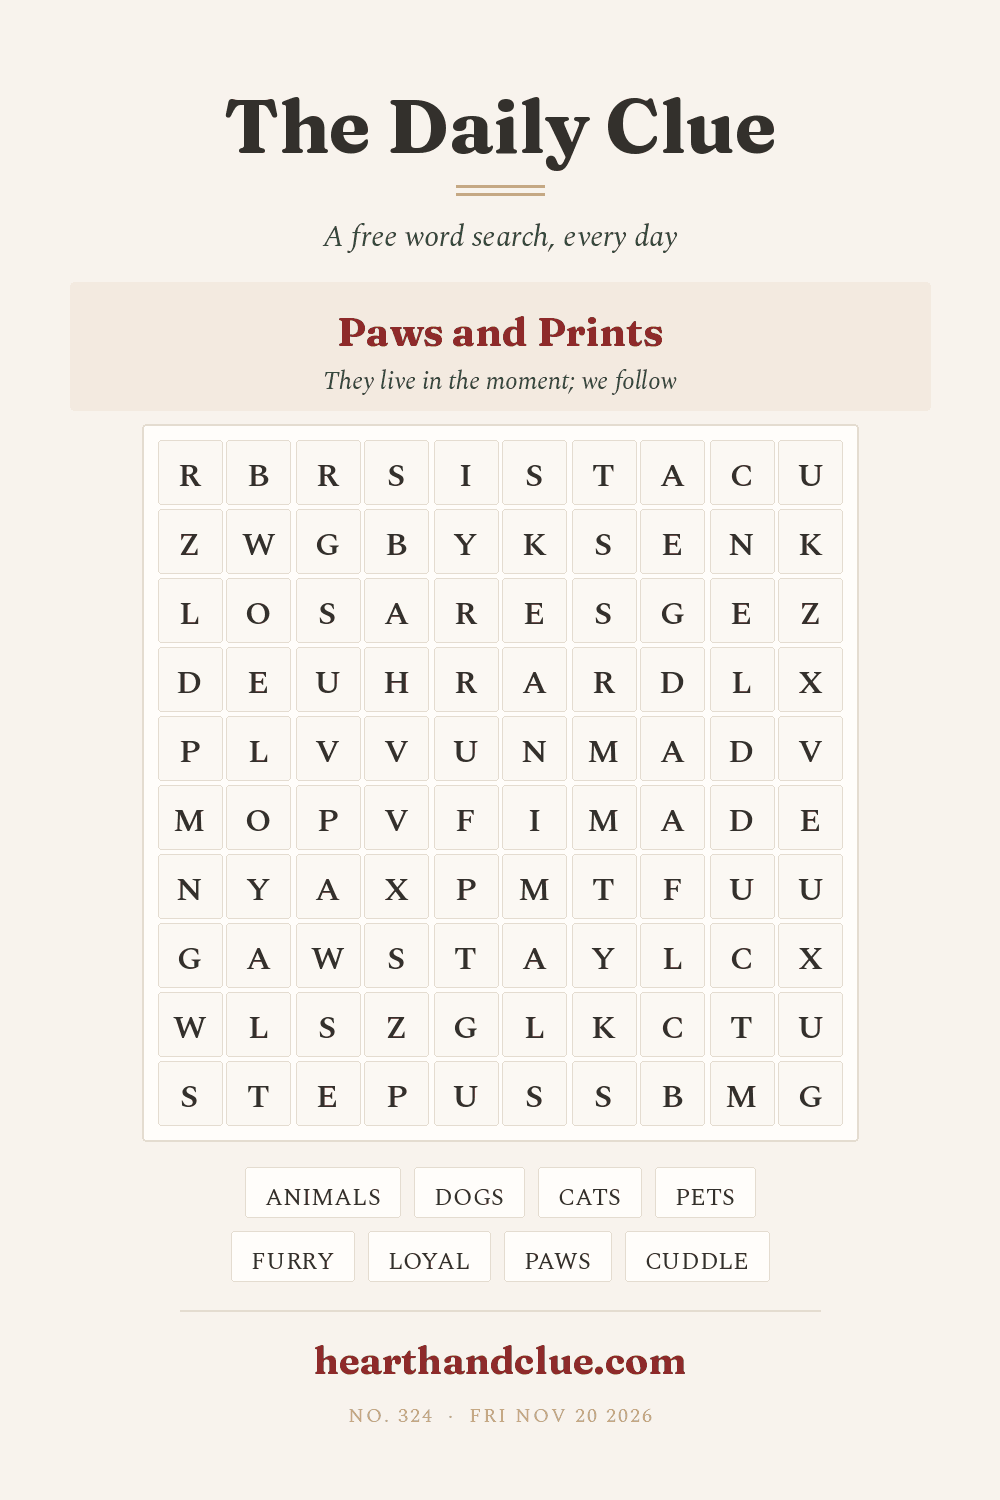 The Daily Clue
A free word search, every day
Paws and Prints
They live in the moment; we follow
R B R S I S T A C U
Z W G B Y K S E N K
L O S A R E S G E Z
D E U H R A R D L X
P L V V U N M A D V
M O P V F I M A D E
N Y A X P M T F U U
G A W S T A Y L C X
W L S Z G L K C T U
S T E P U S S B M G
ANIMALS DOGS CATS PETS
FURRY LOYAL PAWS CUDDLE
hearthandclue.com
NO. 324 · FRI NOV 20 2026